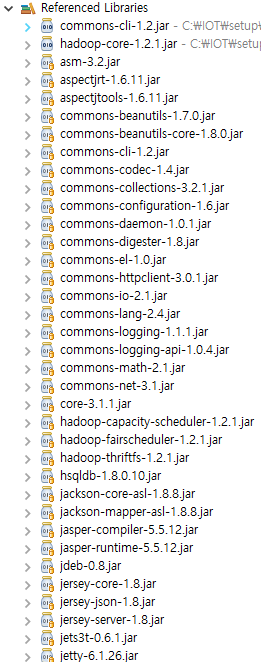 Referenced Libraries
commons-cli-1.2.jar - C:₩IOT₩setup₩
hadoop-core-1.2.1.jar - C:₩IOT₩setup
asm-3.2.jar
aspectjrt-1.6.11.jar
aspectjtools-1.6.11.jar
commons-beanutils-1.7.0.jar
commons-beanutils-core-1.8.0.jar
commons-cli-1.2.jar
commons-codec-1.4.jar
commons-collections-3.2.1.jar
commons-configuration-1.6.jar
commons-daemon-1.0.1.jar
commons-digester-1.8.jar
commons-el-1.0.jar
commons-httpclient-3.0.1.jar
commons-io-2.1.jar
commons-lang-2.4.jar
commons-logging-1.1.1.jar
commons-logging-api-1.0.4.jar
commons-math-2.1.jar
commons-net-3.1.jar
core-3.1.1.jar
hadoop-capacity-scheduler-1.2.1.jar
hadoop-fairscheduler-1.2.1.jar
hadoop-thriftfs-1.2.1.jar
hsqldb-1.8.0.10.jar
jackson-core-asl-1.8.8.jar
jackson-mapper-asl-1.8.8.jar
jasper-compiler-5.5.12.jar
jasper-runtime-5.5.12.jar
jdeb-0.8.jar
jersey-core-1.8.jar
jersey-json-1.8.jar
jersey-server-1.8.jar
jets3t-0.6.1.jar
jetty-6.1.26.jar